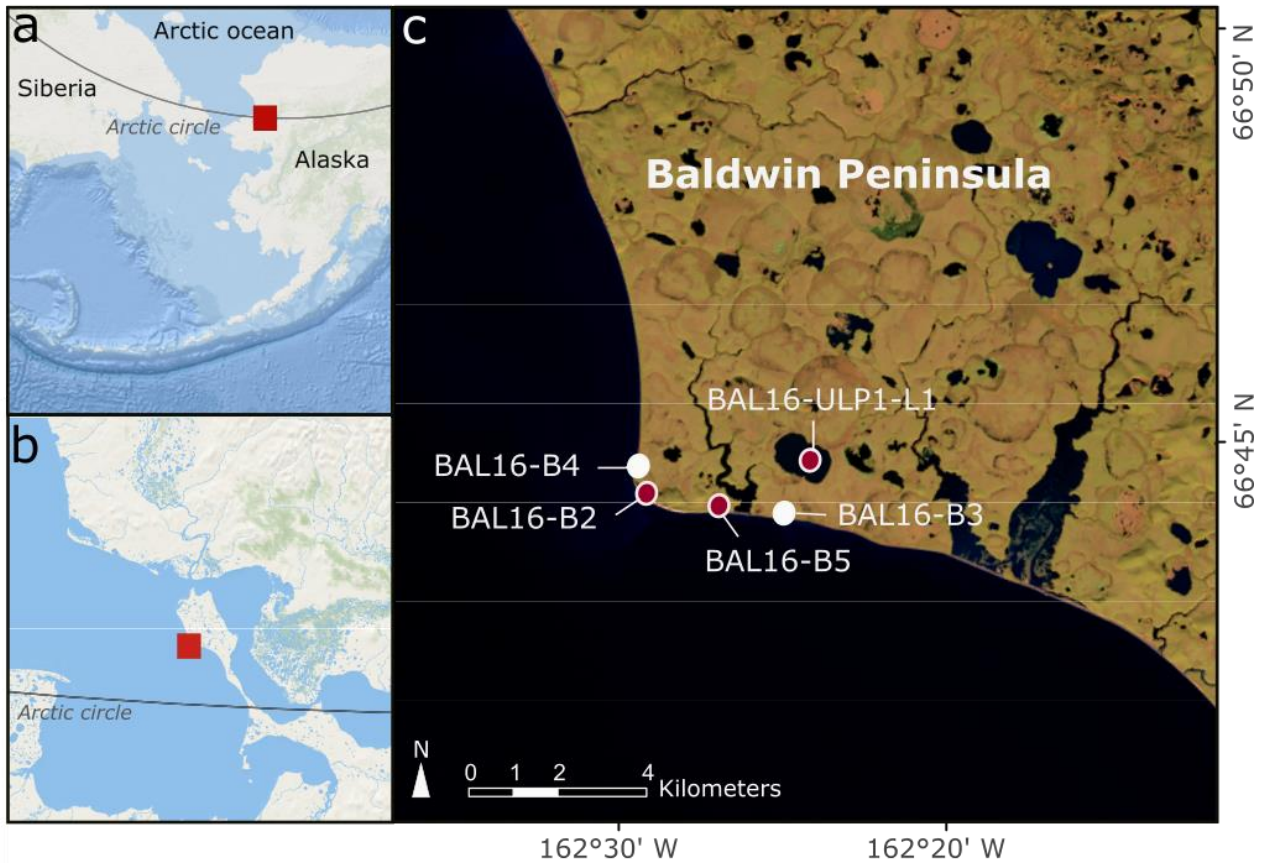 a
Arctic ocean
Siberia
Arctic circle
Alaska
b
Arctic circle
c
Baldwin Peninsula
BAL16-ULP1-L1
BAL16-B4
BAL16-B2
BAL16-B3
BAL16-B5
N
0 1 2 4
Kilometers
66°50' N
66°45' N
162°30' W
162°20' W